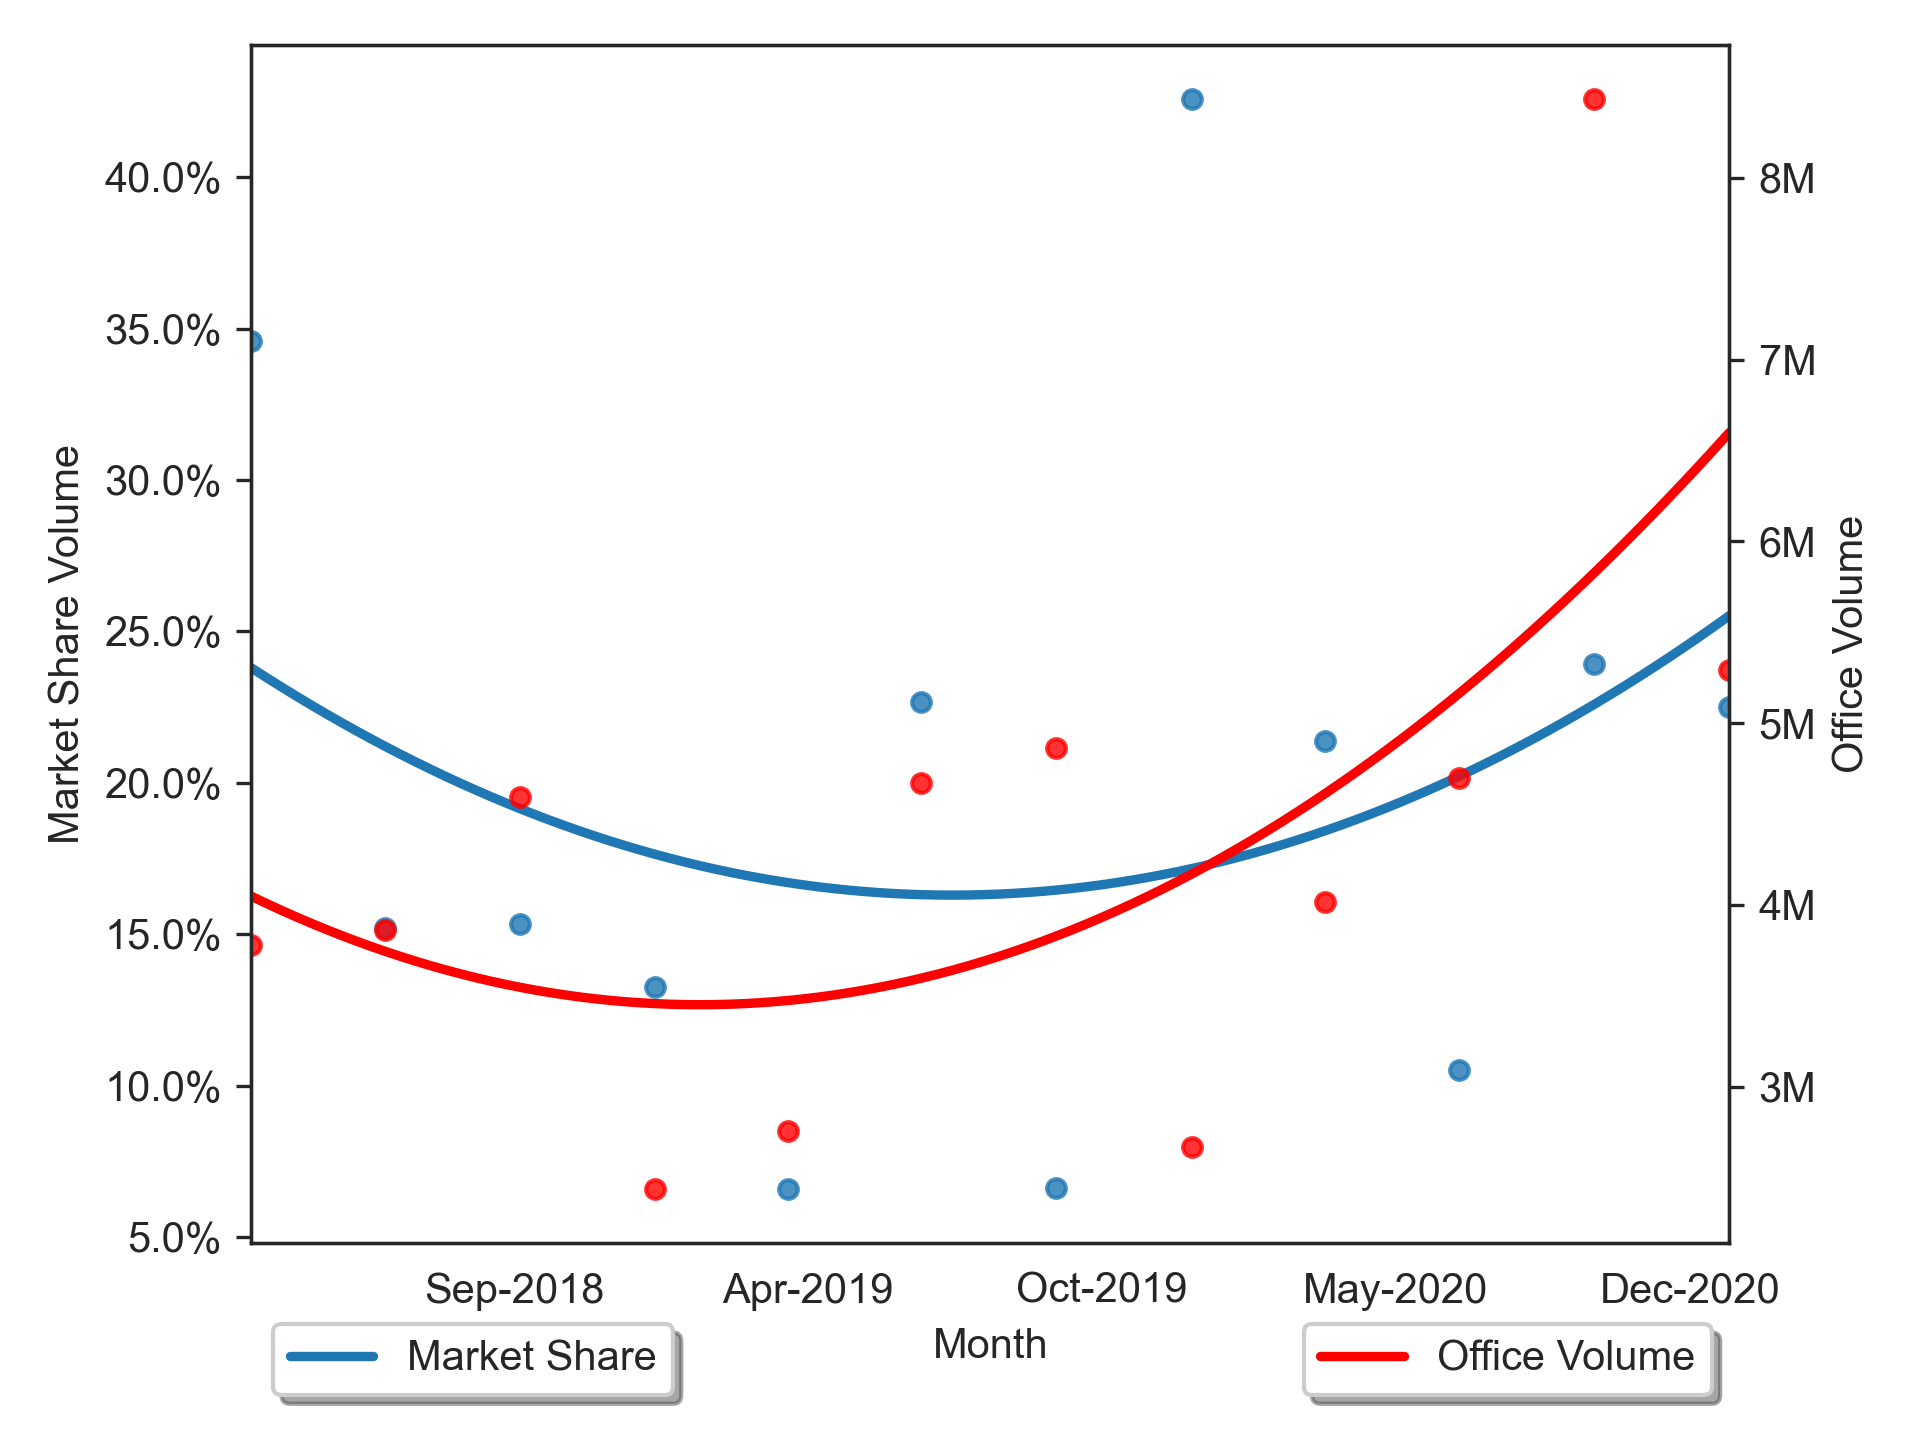 40.0%
35.0%
30.0%
25.0%
20.0%
15.0%
10.0%
5.0%
Market Share Volume
8M
7M
6M
5M
4M
3M
Office Volume
Sep-2018
Apr-2019
Oct-2019
May-2020
Dec-2020
Month
Market Share
Office Volume